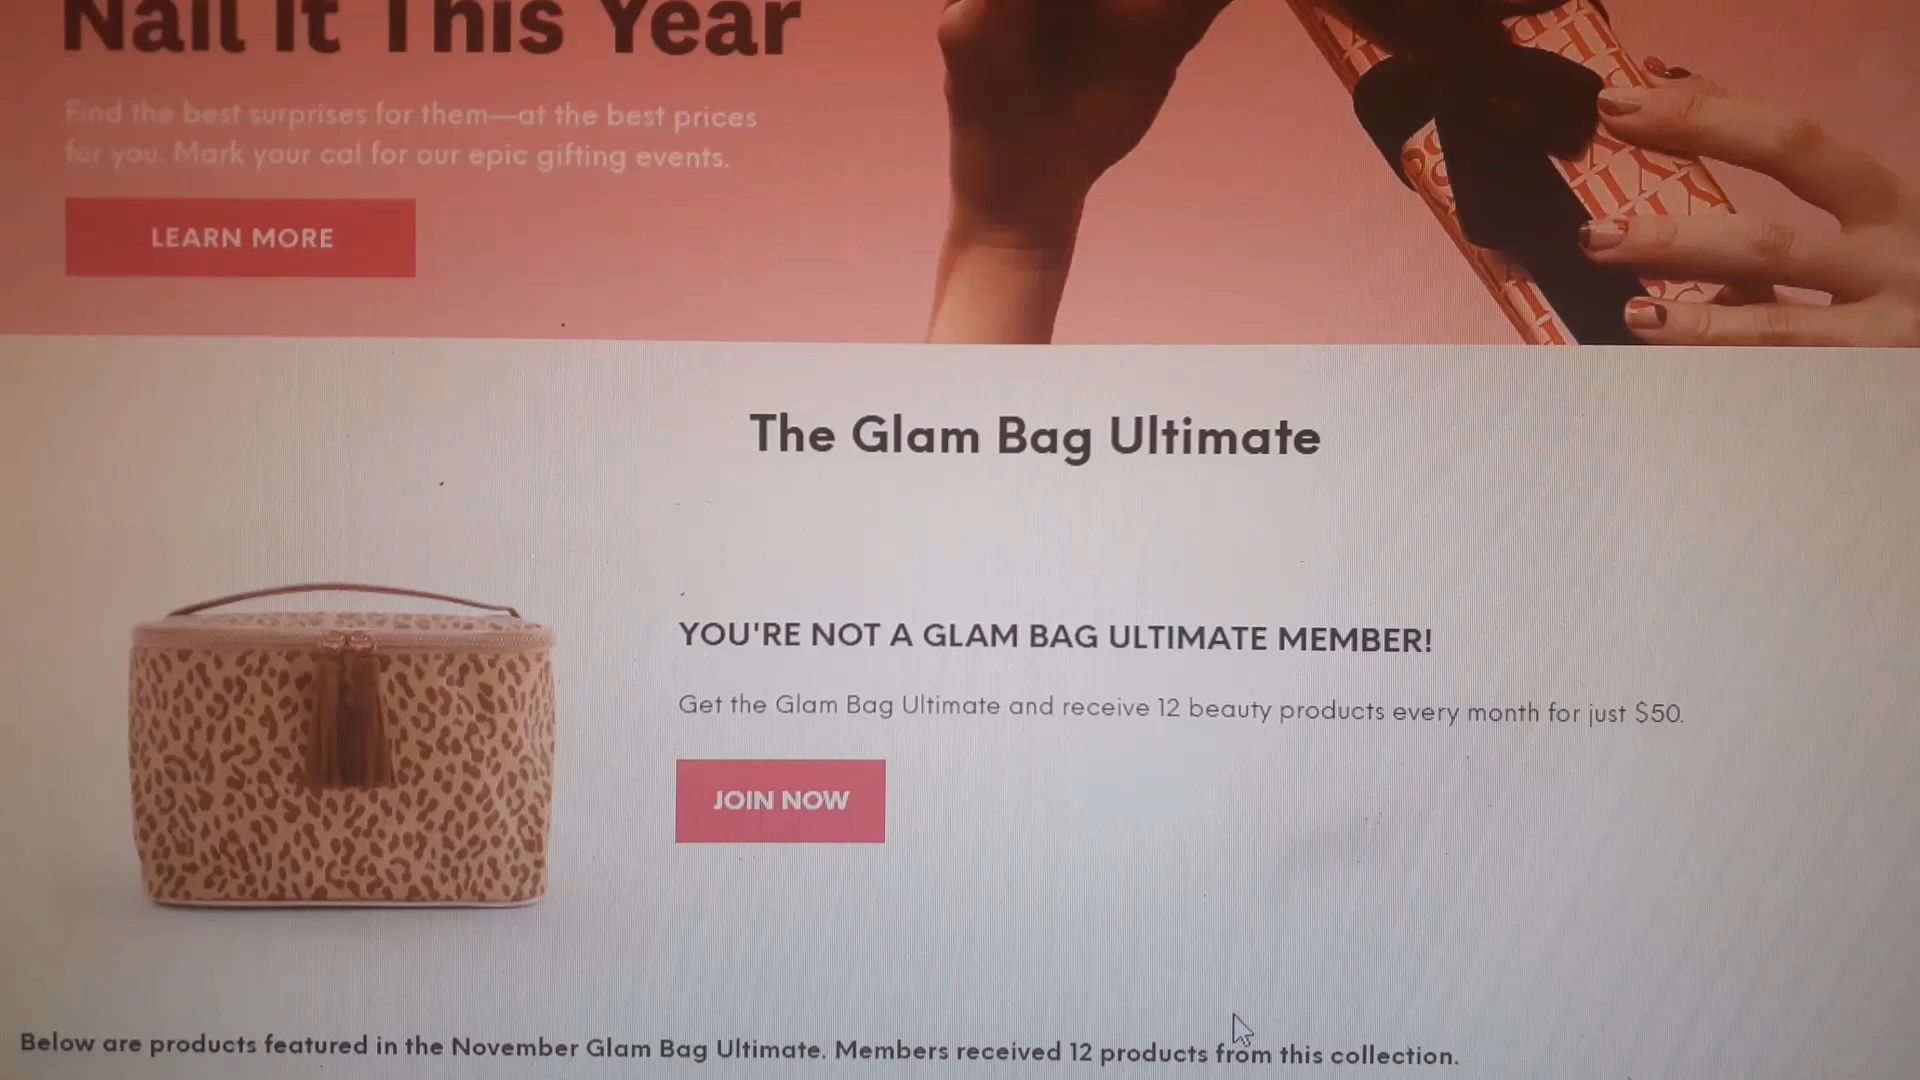 Nail It This Year
Find the best surprises for them—at the best prices
for you. Mark your cal for our epic gifting events.
LEARN MORE
The Glam Bag Ultimate
YOU'RE NOT A GLAM BAG ULTIMATE MEMBER!
Get the Glam Bag Ultimate and receive 12 beauty products every month for just $50.
JOIN NOW
Below are products featured in the November Glam Bag Ultimate. Members received 12 products from this collection.